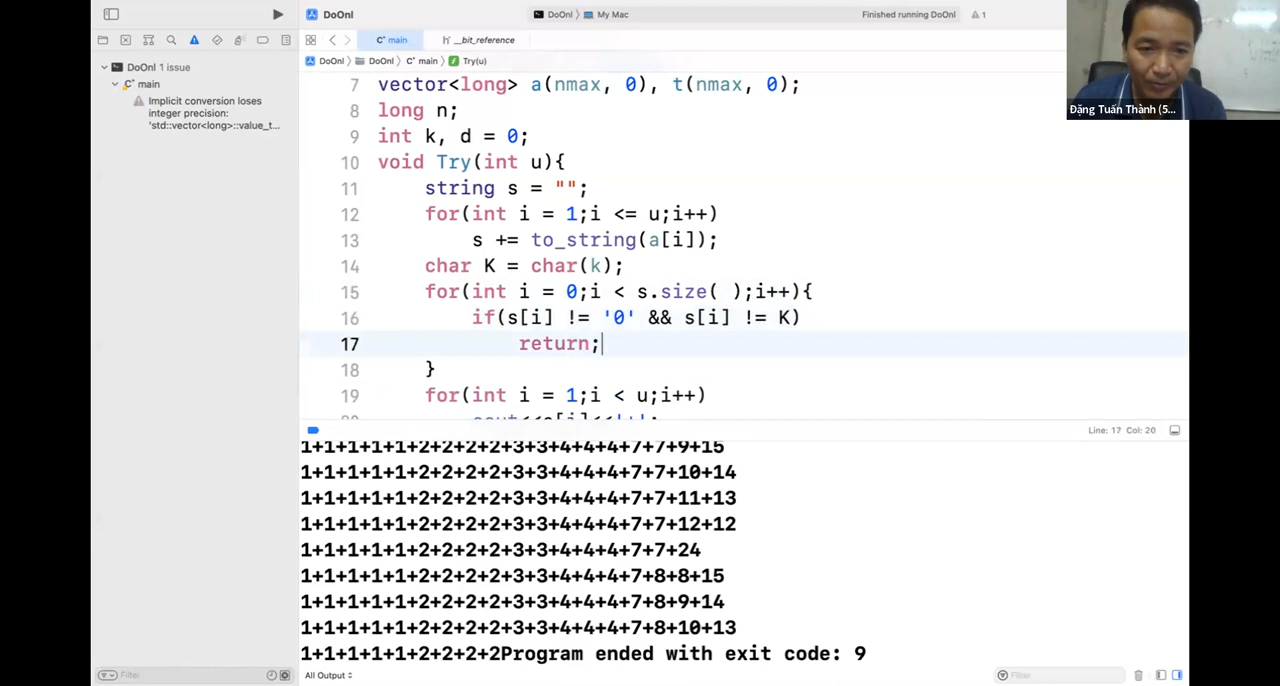 DoOnl
DoOnl 〉 My Mac
Finished running DoOnl
1
main
__bit_reference
DoOnl 〉 DoOnl 〉 main 〉 Try(u)
DoOnl 1 issue
main
Implicit conversion loses
integer precision:
'std::vector<long>::value_t...
7 vector<long> a(nmax, 0), t(nmax, 0);
8 long n;
9 int k, d = 0;
10 void Try(int u){
11 string s = "";
12 for(int i = 1;i <= u;i++)
13 s += to_string(a[i]);
14 char K = char(k);
15 for(int i = 0;i < s.size( );i++){
16 if(s[i] != '0' && s[i] != K)
17 return;
18 }
19 for(int i = 1;i < u;i++)
Line: 17 Col: 20
1+1+1+1+1+2+2+2+2+3+3+4+4+4+7+7+9+15
1+1+1+1+1+2+2+2+2+3+3+4+4+4+7+7+10+14
1+1+1+1+1+2+2+2+2+3+3+4+4+4+7+7+11+13
1+1+1+1+1+2+2+2+2+3+3+4+4+4+7+7+12+12
1+1+1+1+1+2+2+2+2+3+3+4+4+4+7+7+24
1+1+1+1+1+2+2+2+2+3+3+4+4+4+7+8+8+15
1+1+1+1+1+2+2+2+2+3+3+4+4+4+7+8+9+14
1+1+1+1+1+2+2+2+2+3+3+4+4+4+7+8+10+13
1+1+1+1+1+2+2+2+2Program ended with exit code: 9
Filter
All Output
Filter
Đặng Tuấn Thành (5...